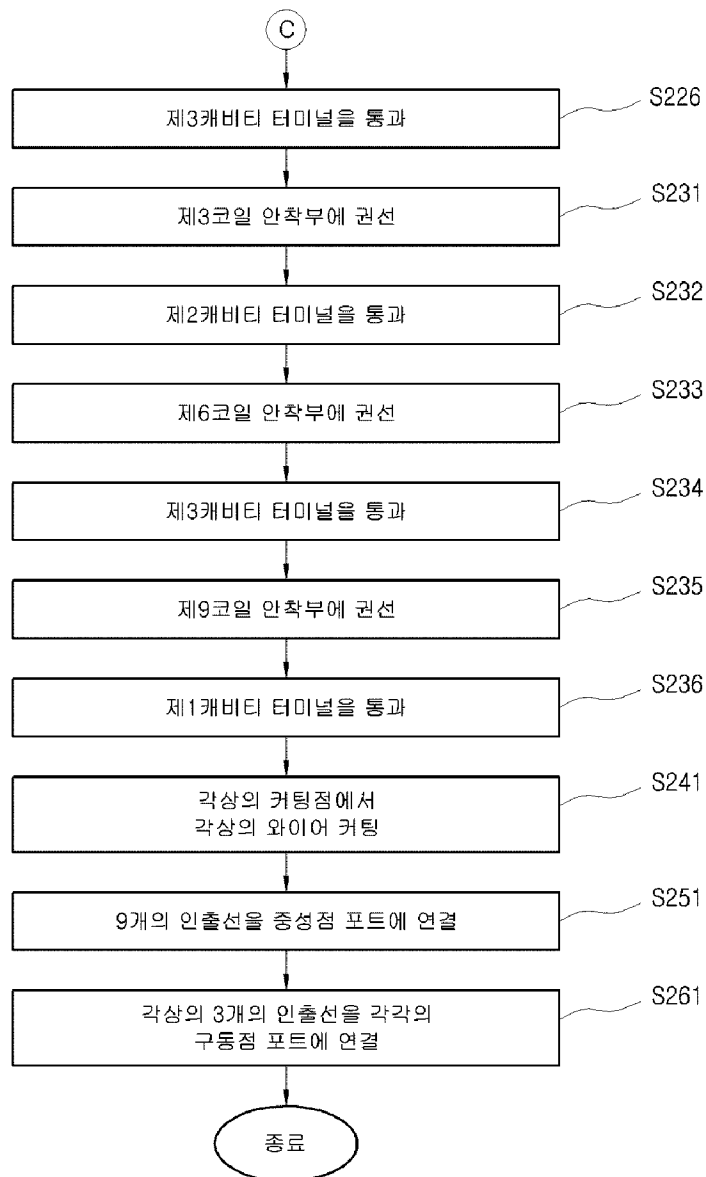 C
제3캐비티 터미널을 통과
S226
제3코일 안착부에 권선
S231
제2캐비티 터미널을 통과
S232
제6코일 안착부에 권선
S233
제3캐비티 터미널을 통과
S234
제9코일 안착부에 권선
S235
제1캐비티 터미널을 통과
S236
각상의 커팅점에서
각상의 와이어 커팅
S241
9개의 인출선을 중성점 포트에 연결
S251
각상의 3개의 인출선을 각각의
구동점 포트에 연결
S261
종료